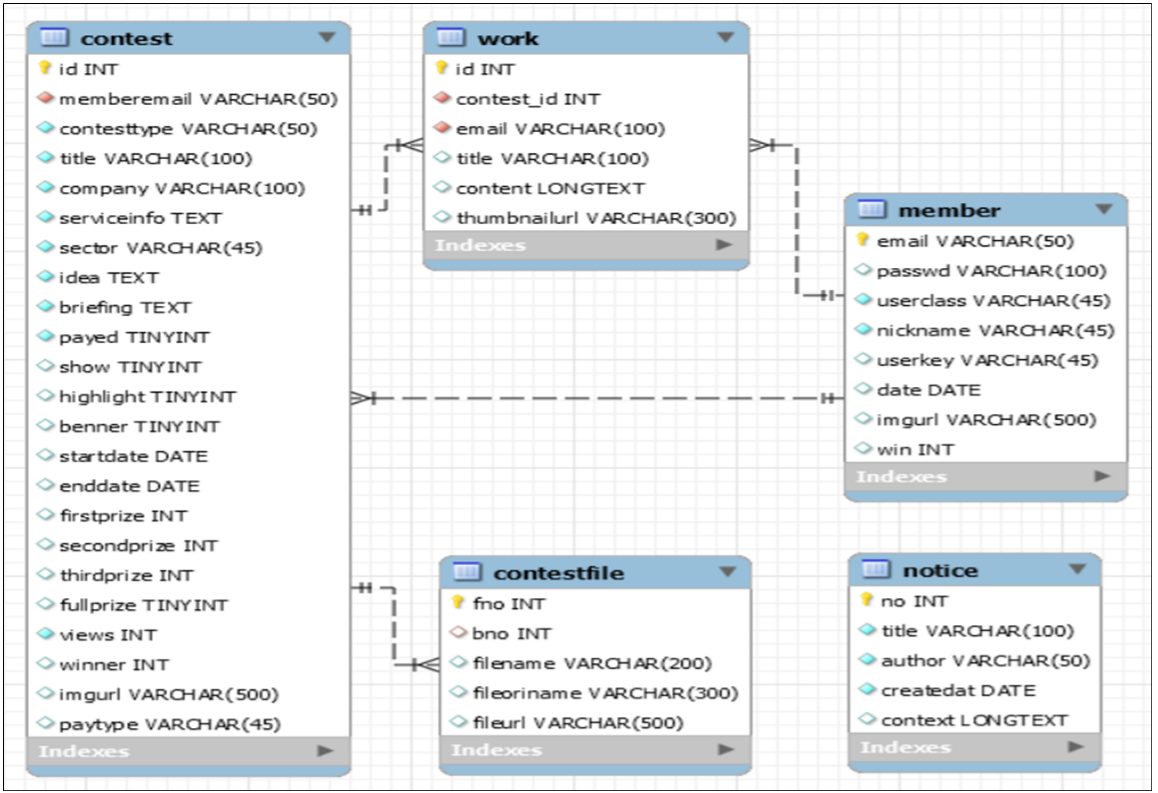 contest
id INT
memberemail VARCHAR(50)
contesttype VARCHAR(50)
title VARCHAR(100)
company VARCHAR(100)
serviceinfo TEXT
sector VARCHAR(45)
idea TEXT
briefing TEXT
payed TINYINT
show TINYINT
highlight TINYINT
benner TINYINT
startdate DATE
enddate DATE
firstprize INT
secondprize INT
thirdprize INT
fullprize TINYINT
views INT
winner INT
imgurl VARCHAR(500)
paytype VARCHAR(45)
Indexes
work
id INT
contest_id INT
email VARCHAR(100)
title VARCHAR(100)
content LONGTEXT
thumbnailurl VARCHAR(300)
Indexes
member
email VARCHAR(50)
passwd VARCHAR(100)
userclass VARCHAR(45)
nickname VARCHAR(45)
userkey VARCHAR(45)
date DATE
imgurl VARCHAR(500)
win INT
Indexes
contestfile
fno INT
bno INT
filename VARCHAR(200)
fileoriname VARCHAR(300)
fileurl VARCHAR(500)
Indexes
notice
no INT
title VARCHAR(100)
author VARCHAR(50)
createdat DATE
context LONGTEXT
Indexes